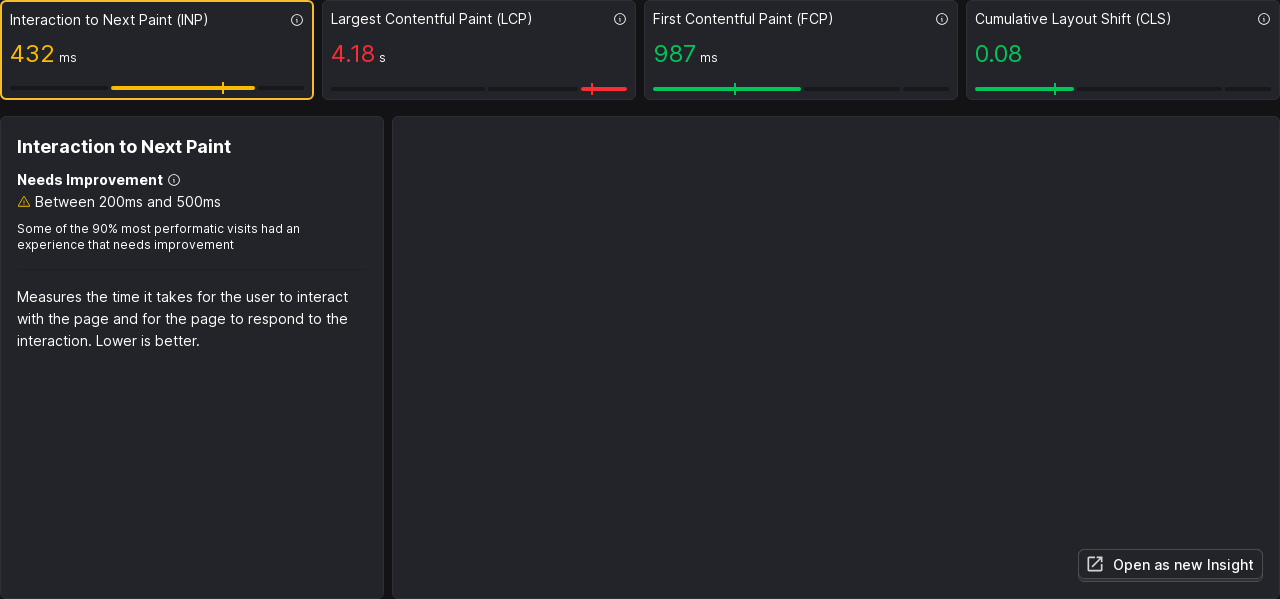 Interaction to Next Paint (INP)
432 ms
Largest Contentful Paint (LCP)
4.18 s
First Contentful Paint (FCP)
987 ms
Cumulative Layout Shift (CLS)
0.08
Interaction to Next Paint
Needs Improvement
Between 200ms and 500ms
Some of the 90% most performatic visits had an
experience that needs improvement
Measures the time it takes for the user to interact
with the page and for the page to respond to the
interaction. Lower is better.
Open as new Insight